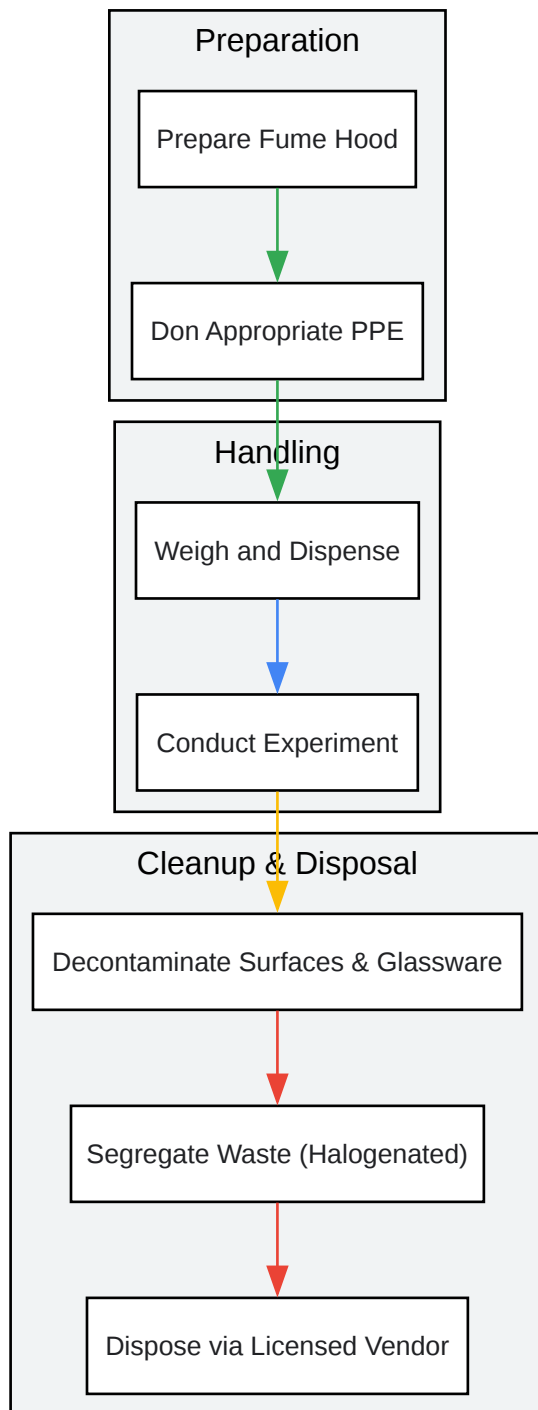 Preparation
Prepare Fume Hood
Don Appropriate PPE
Handling
Weigh and Dispense
Conduct Experiment
Cleanup & Disposal
Decontaminate Surfaces & Glassware
Segregate Waste (Halogenated)
Dispose via Licensed Vendor